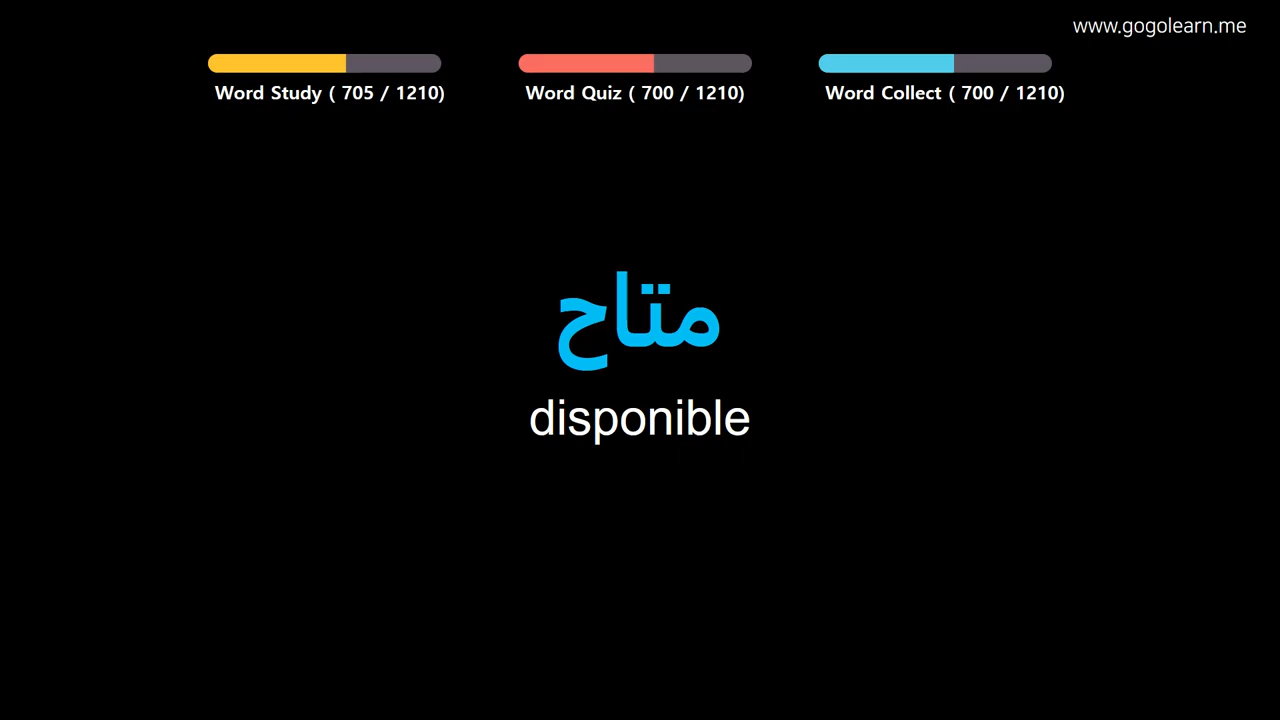 www.gogolearn.me
Word Study ( 705 / 1210)
Word Quiz ( 700 / 1210)
Word Collect ( 700 / 1210)
متاح
disponible